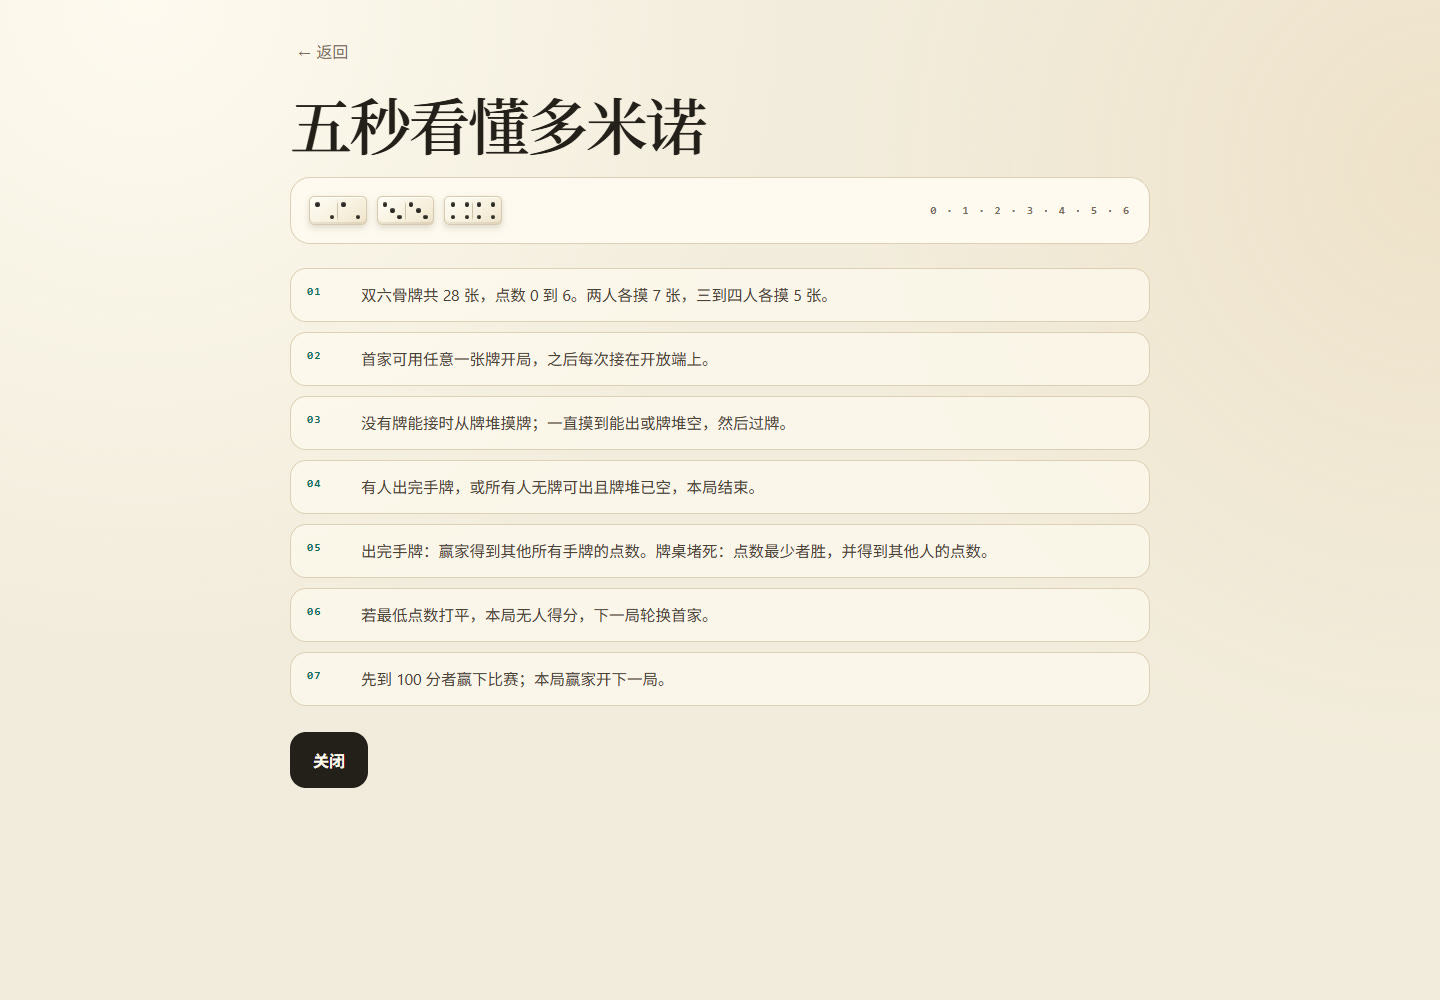 ← 返回
五秒看懂多米诺
0 · 1 · 2 · 3 · 4 · 5 · 6
01 双六骨牌共 28 张，点数 0 到 6。两人各摸 7 张，三到四人各摸 5 张。
02 首家可用任意一张牌开局，之后每次接在开放端上。
03 没有牌能接时从牌堆摸牌；一直摸到能出或牌堆空，然后过牌。
04 有人出完手牌，或所有人无牌可出且牌堆已空，本局结束。
05 出完手牌：赢家得到其他所有手牌的点数。牌桌堵死：点数最少者胜，并得到其他人的点数。
06 若最低点数打平，本局无人得分，下一局轮换首家。
07 先到 100 分者赢下比赛；本局赢家开下一局。
关闭